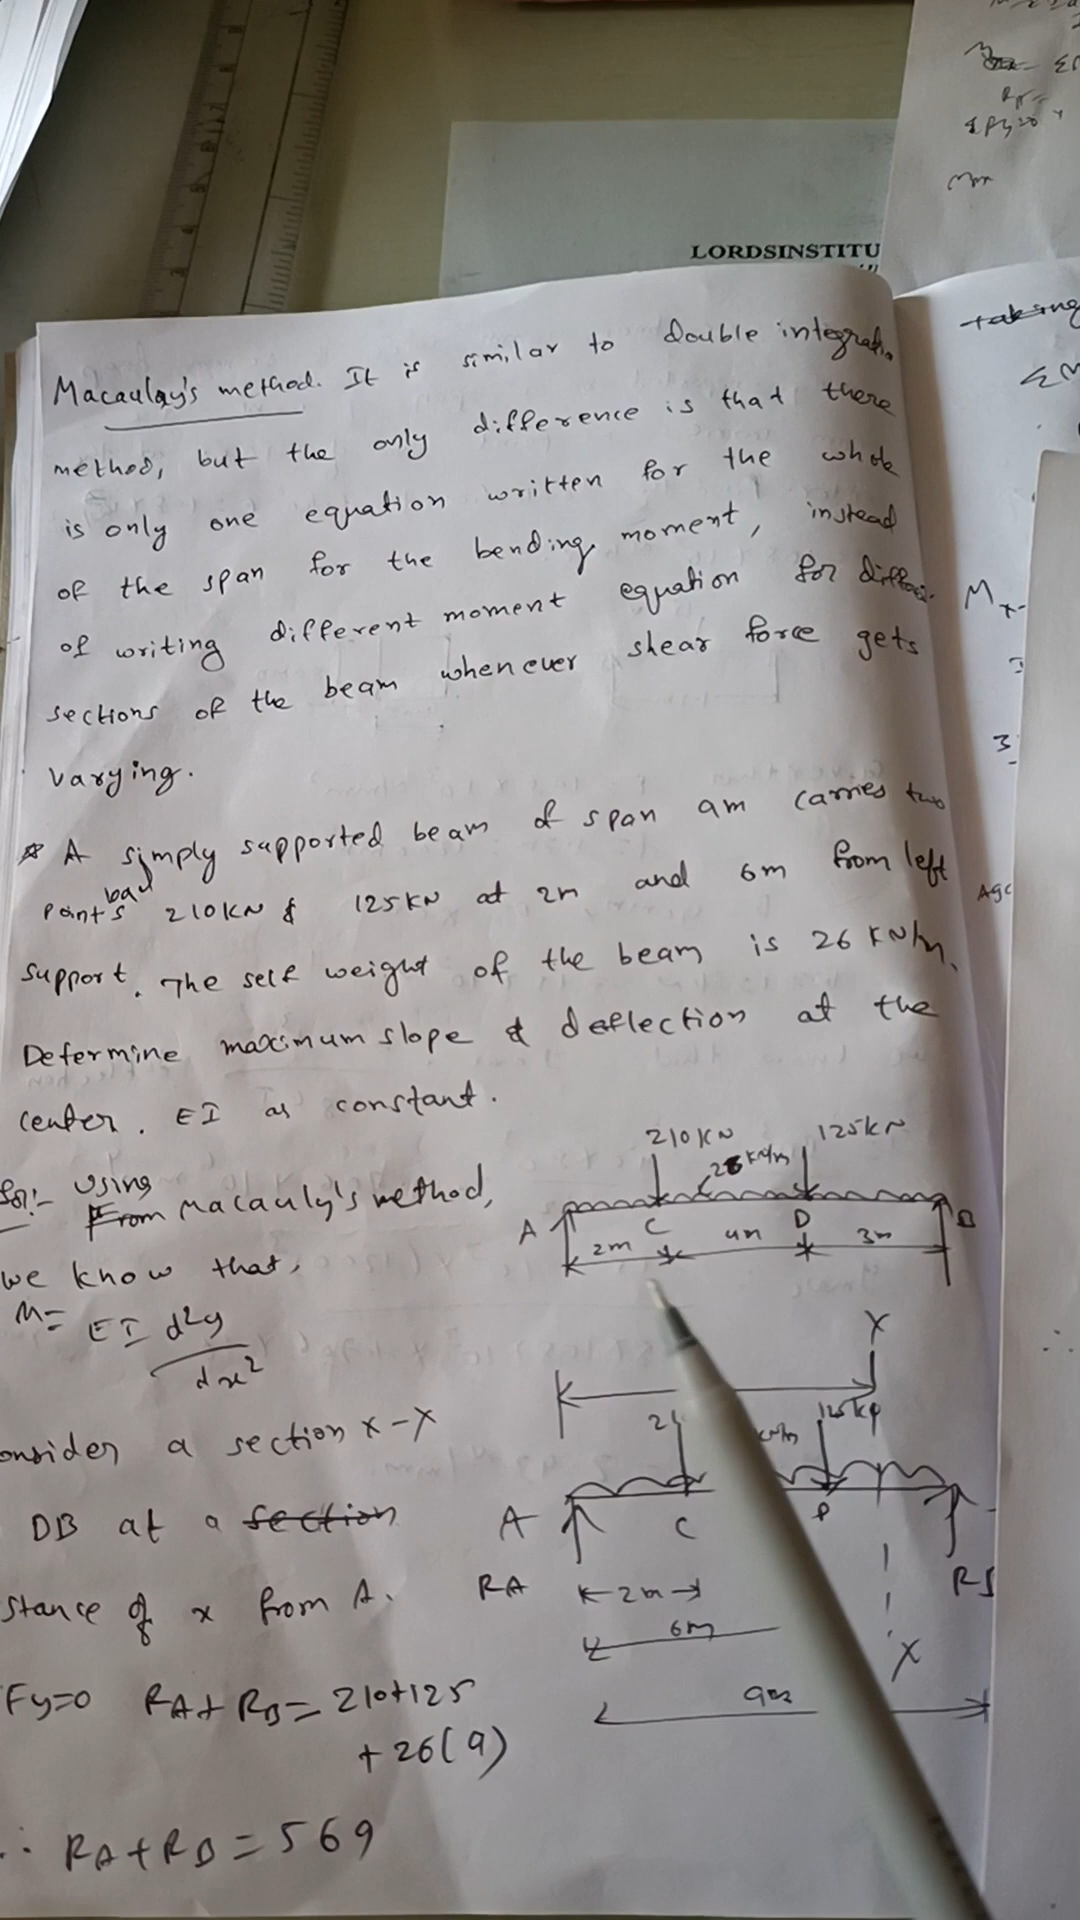 LORDSINSTITU
Macaulay's method. It is similar to double
method, but the only difference is that there
is only one equation written for the whole
of the span for the bending moment, instead
of writing different moment equation for
sections of the beam whenever shear force gets
varying.
A simply supported beam of span 9m carries two
Points 210KN & 125KN at 2m and 6m from left
support. The self weight of the beam is 26 KN/m.
Determine maximum slope & deflection at the
center. EI as constant.
210KN 125KN
26 KN/m
A C D B
2m 4m 3m
Sol:- Using
From Macauly's method,
we know that,
M = EI d²y
dx²
X
onsider a section X-X
DB at a section
stance of x from A.
A C
RA
2m
6m
X
9m
Fy=0 RA+RB= 210+125
+ 26(9)
∴ RA+RB = 569